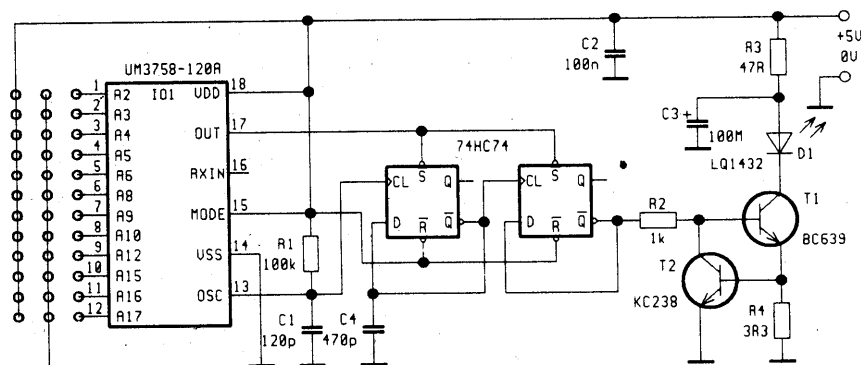 +5V
0V
C2
100n
R3
47R
UM3758-120A
IO1
1 A2 VDD 18
2 A3
3 A4 OUT 17
4 A5
5 A6 RXIN 16
6 A8
7 A9 MODE 15
8 A10
9 A12 VSS 14
10 A15
11 A16 OSC 13
12 A17
C3 +
100M
D1
LQ1432
74HC74
CL S Q
D R Q
CL S Q
D R Q
R1
100k
R2
1k
T1
BC639
T2
KC238
R4
3R3
C1
120p
C4
470p